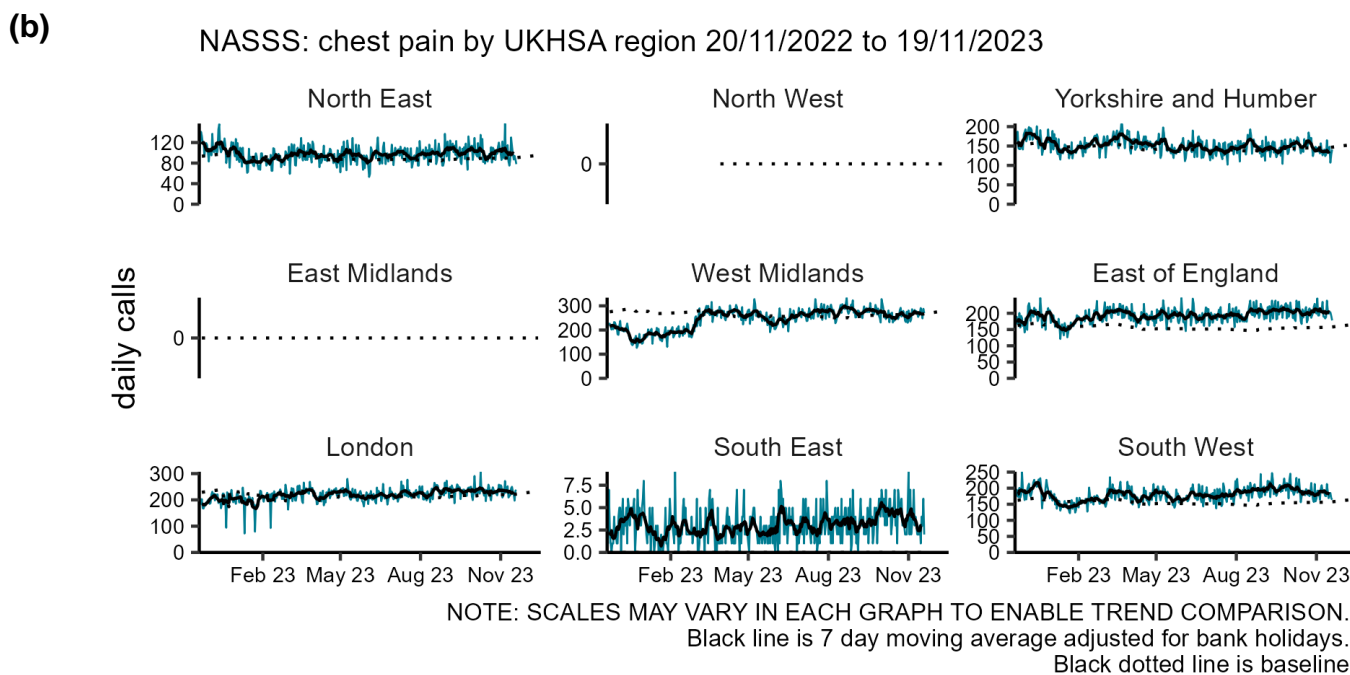 (b)
NASSS: chest pain by UKHSA region 20/11/2022 to 19/11/2023
North East
North West
Yorkshire and Humber
120
80
40
0
0
200
150
100
50
0
daily calls
East Midlands
West Midlands
East of England
0
300
200
100
0
200
150
100
50
0
London
South East
South West
300
200
100
0
7.5
5.0
2.5
0.0
250
200
150
100
50
0
Feb 23 May 23 Aug 23 Nov 23
Feb 23 May 23 Aug 23 Nov 23
Feb 23 May 23 Aug 23 Nov 23
NOTE: SCALES MAY VARY IN EACH GRAPH TO ENABLE TREND COMPARISON.
Black line is 7 day moving average adjusted for bank holidays.
Black dotted line is baseline